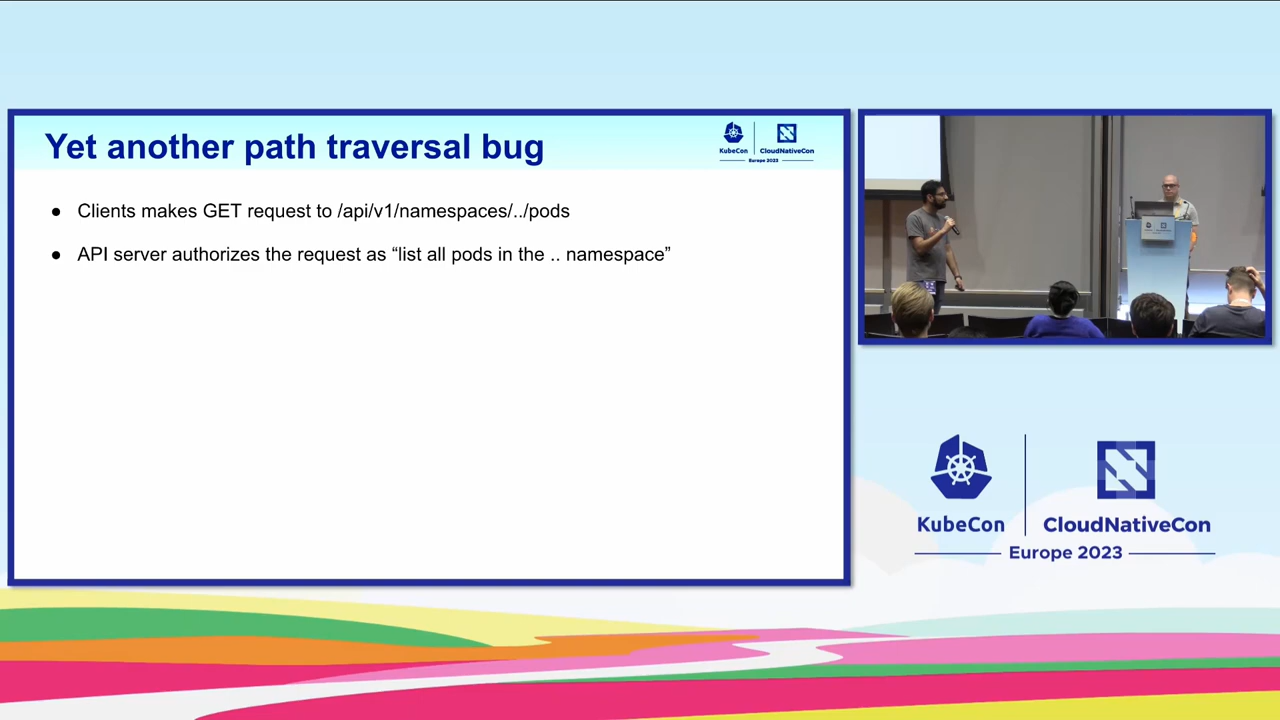 Yet another path traversal bug
KubeCon
CloudNativeCon
Europe 2023
● Clients makes GET request to /api/v1/namespaces/../pods
● API server authorizes the request as “list all pods in the .. namespace”
KubeCon
CloudNativeCon
Europe 2023